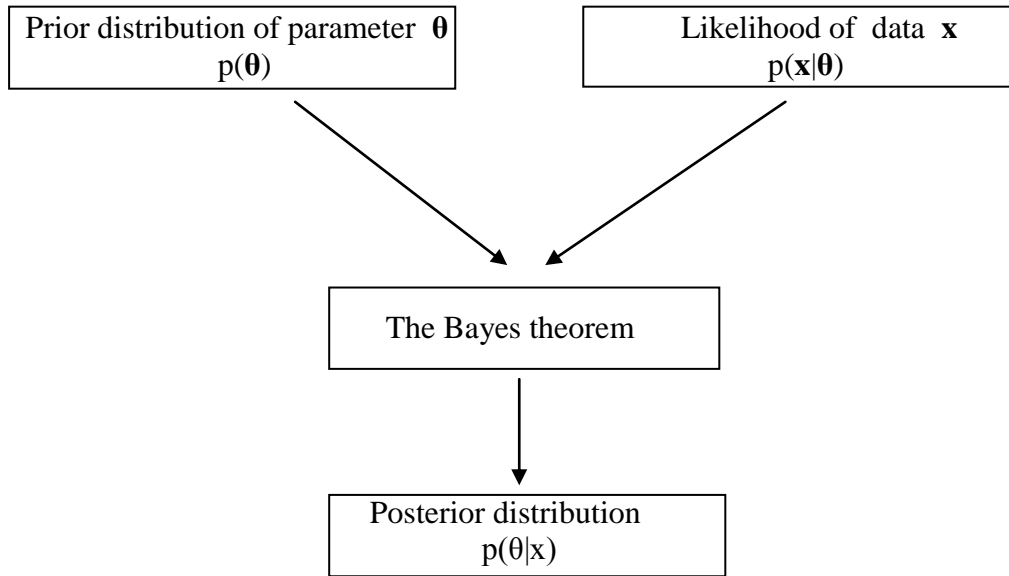 Prior distribution of parameter θ
p(θ)
Likelihood of data x
p(x|θ)
The Bayes theorem
Posterior distribution
p(θ|x)